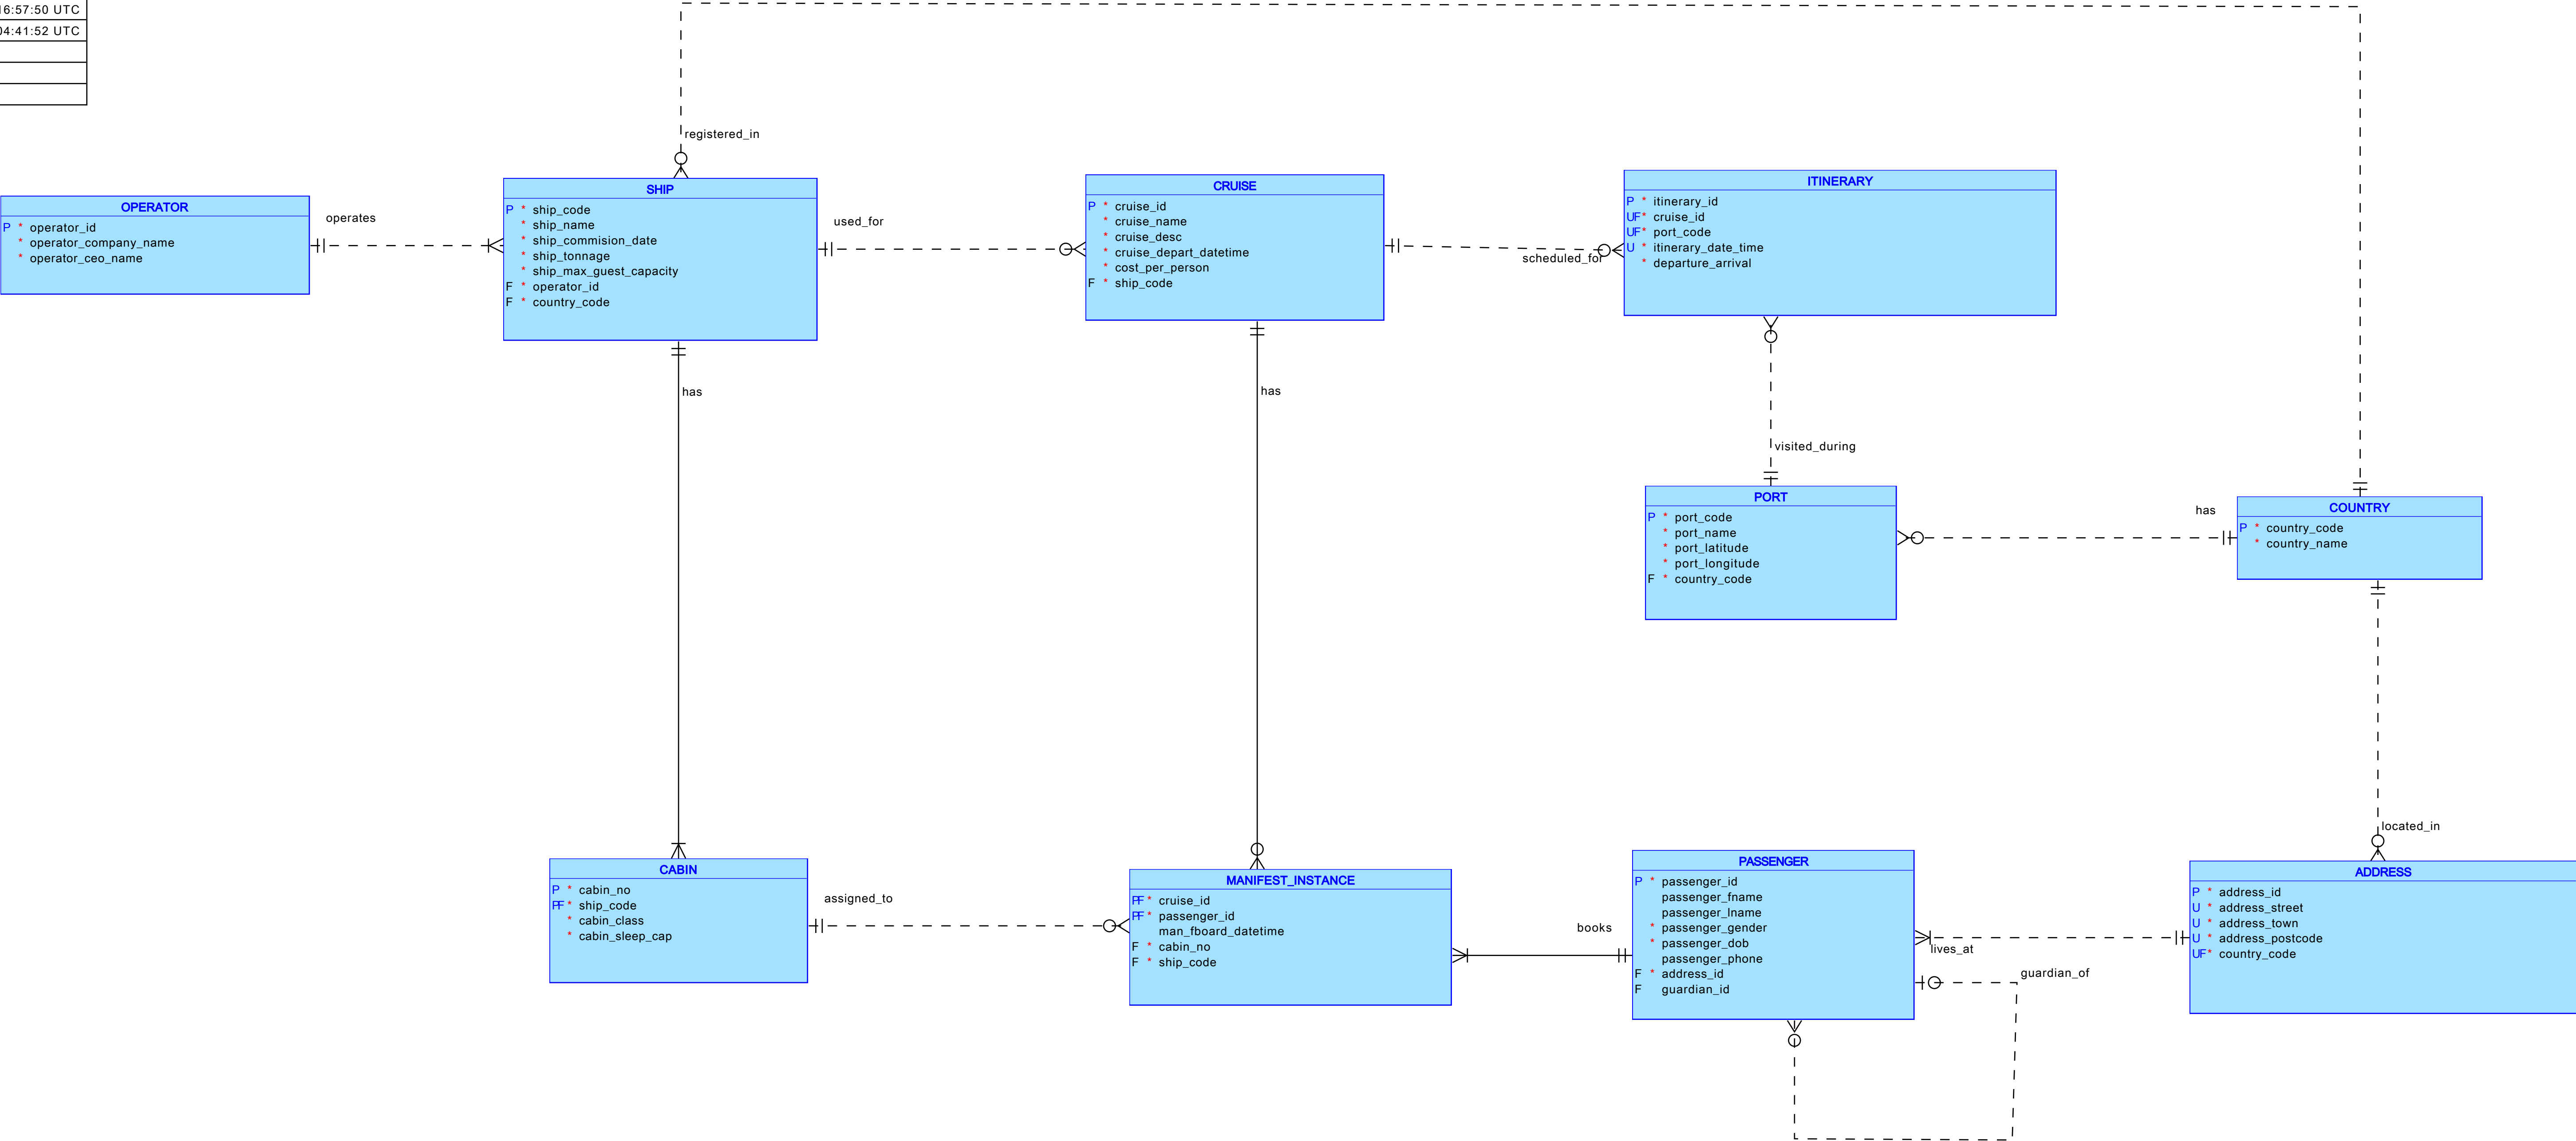 16:57:50 UTC
04:41:52 UTC
registered_in
OPERATOR
P * operator_id
* operator_company_name
* operator_ceo_name
operates
SHIP
P * ship_code
* ship_name
* ship_commision_date
* ship_tonnage
* ship_max_guest_capacity
F * operator_id
F * country_code
used_for
CRUISE
P * cruise_id
* cruise_name
* cruise_desc
* cruise_depart_datetime
* cost_per_person
F * ship_code
scheduled_for
ITINERARY
P * itinerary_id
UF* cruise_id
UF* port_code
U * itinerary_date_time
* departure_arrival
has
has
visited_during
PORT
P * port_code
* port_name
* port_latitude
* port_longitude
F * country_code
has
COUNTRY
P * country_code
* country_name
located_in
CABIN
P * cabin_no
PF * ship_code
* cabin_class
* cabin_sleep_cap
assigned_to
MANIFEST_INSTANCE
PF * cruise_id
PF * passenger_id
man_fboard_datetime
F * cabin_no
F * ship_code
books
PASSENGER
P * passenger_id
passenger_fname
passenger_lname
* passenger_gender
* passenger_dob
passenger_phone
F * address_id
F guardian_id
lives_at
guardian_of
ADDRESS
P * address_id
U * address_street
U * address_town
U * address_postcode
UF* country_code